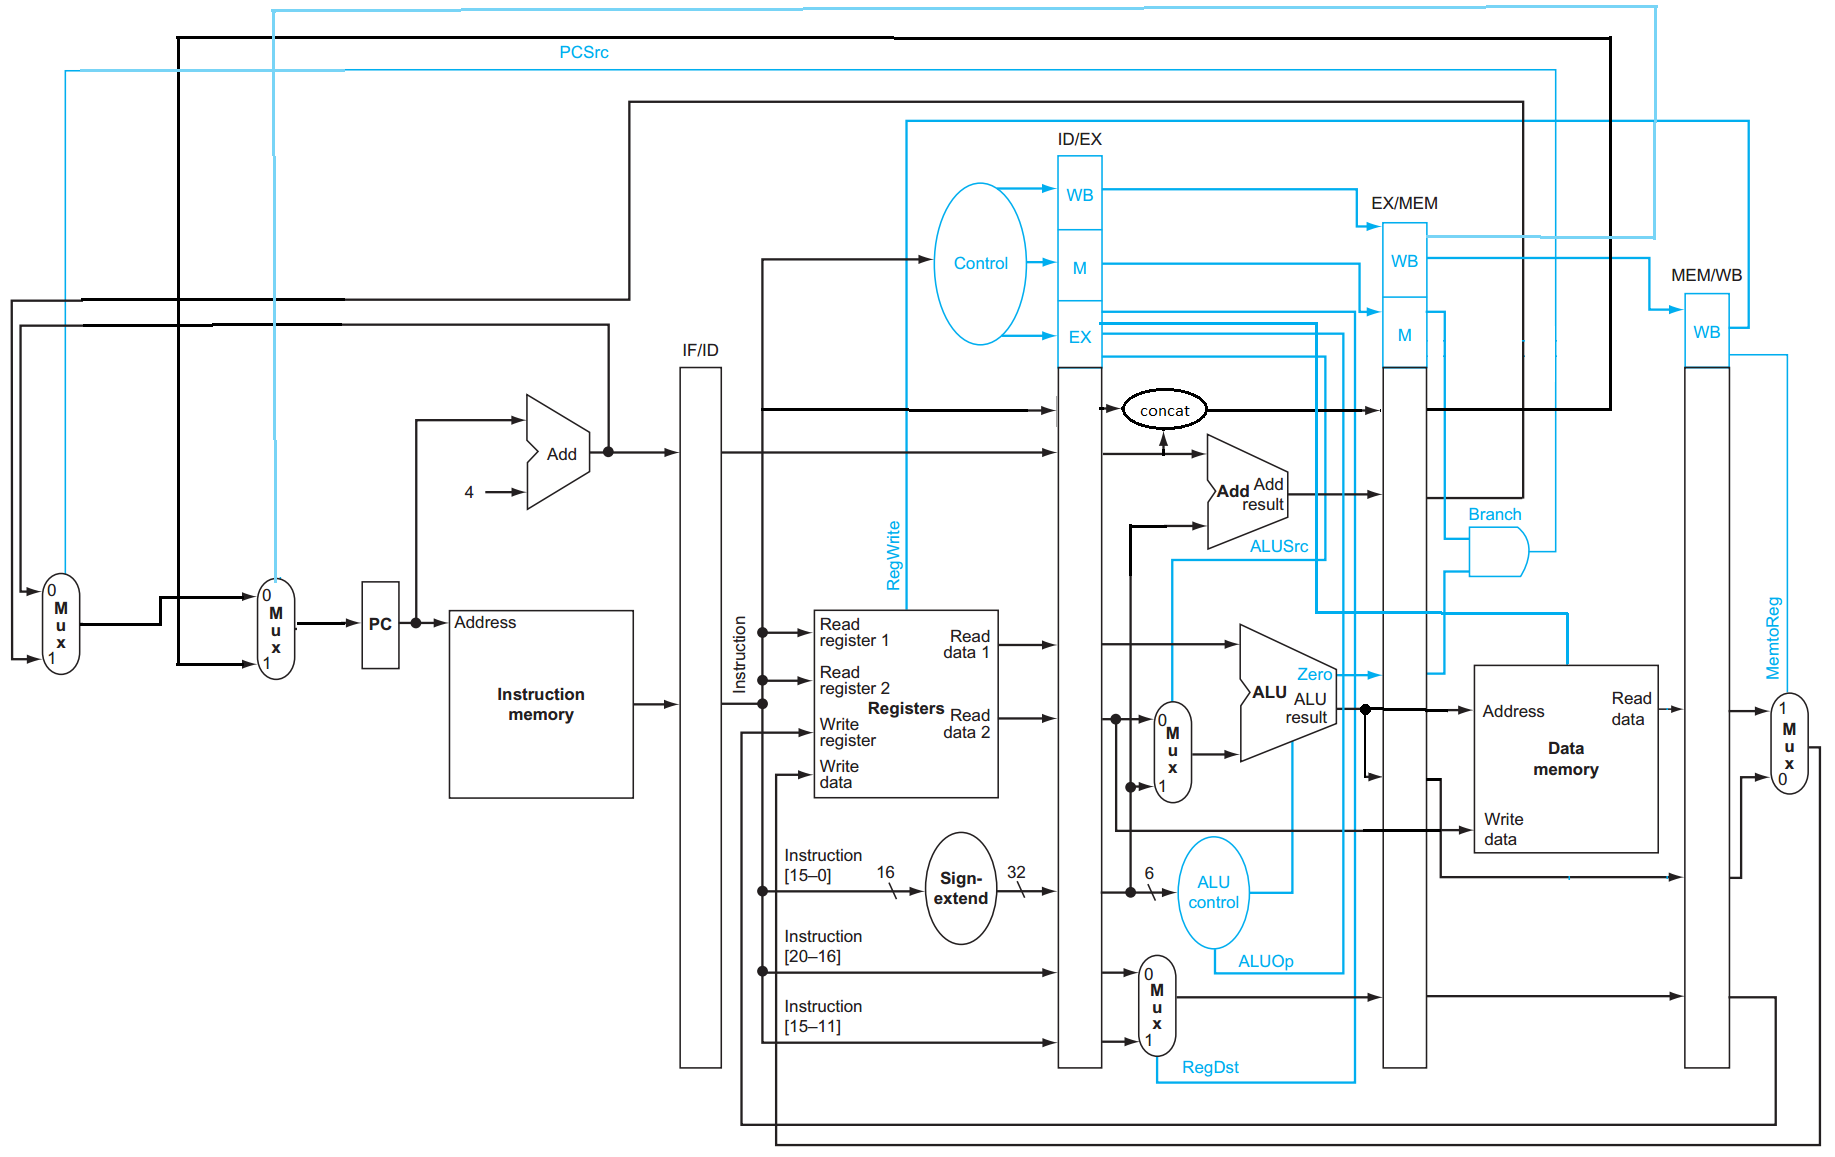 PCSrc
ID/EX
WB
EX/MEM
Control
M
WB
MEM/WB
EX
M
WB
IF/ID
concat
Add
4
Add Add
result
Branch
ALUSrc
RegWrite
0
M
u
x
1
0
M
u
x
1
PC
Address
Instruction
memory
Instruction
Read
register 1
Read
register 2
Registers
Write
register
Write
data
Read
data 1
Read
data 2
Zero
ALU
ALU
result
0
M
u
x
1
Address
Read
data
Data
memory
Write
data
MemtoReg
1
M
u
x
0
Instruction
[15–0]
16
Sign-
extend
32
6
ALU
control
Instruction
[20–16]
ALUOp
0
M
u
x
1
Instruction
[15–11]
RegDst